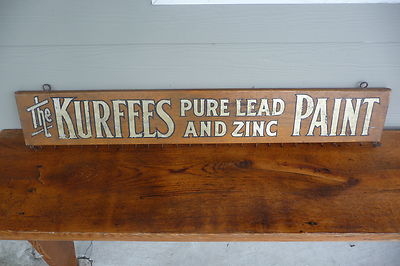 The KURFEES PURE LEAD AND ZINC PAINT